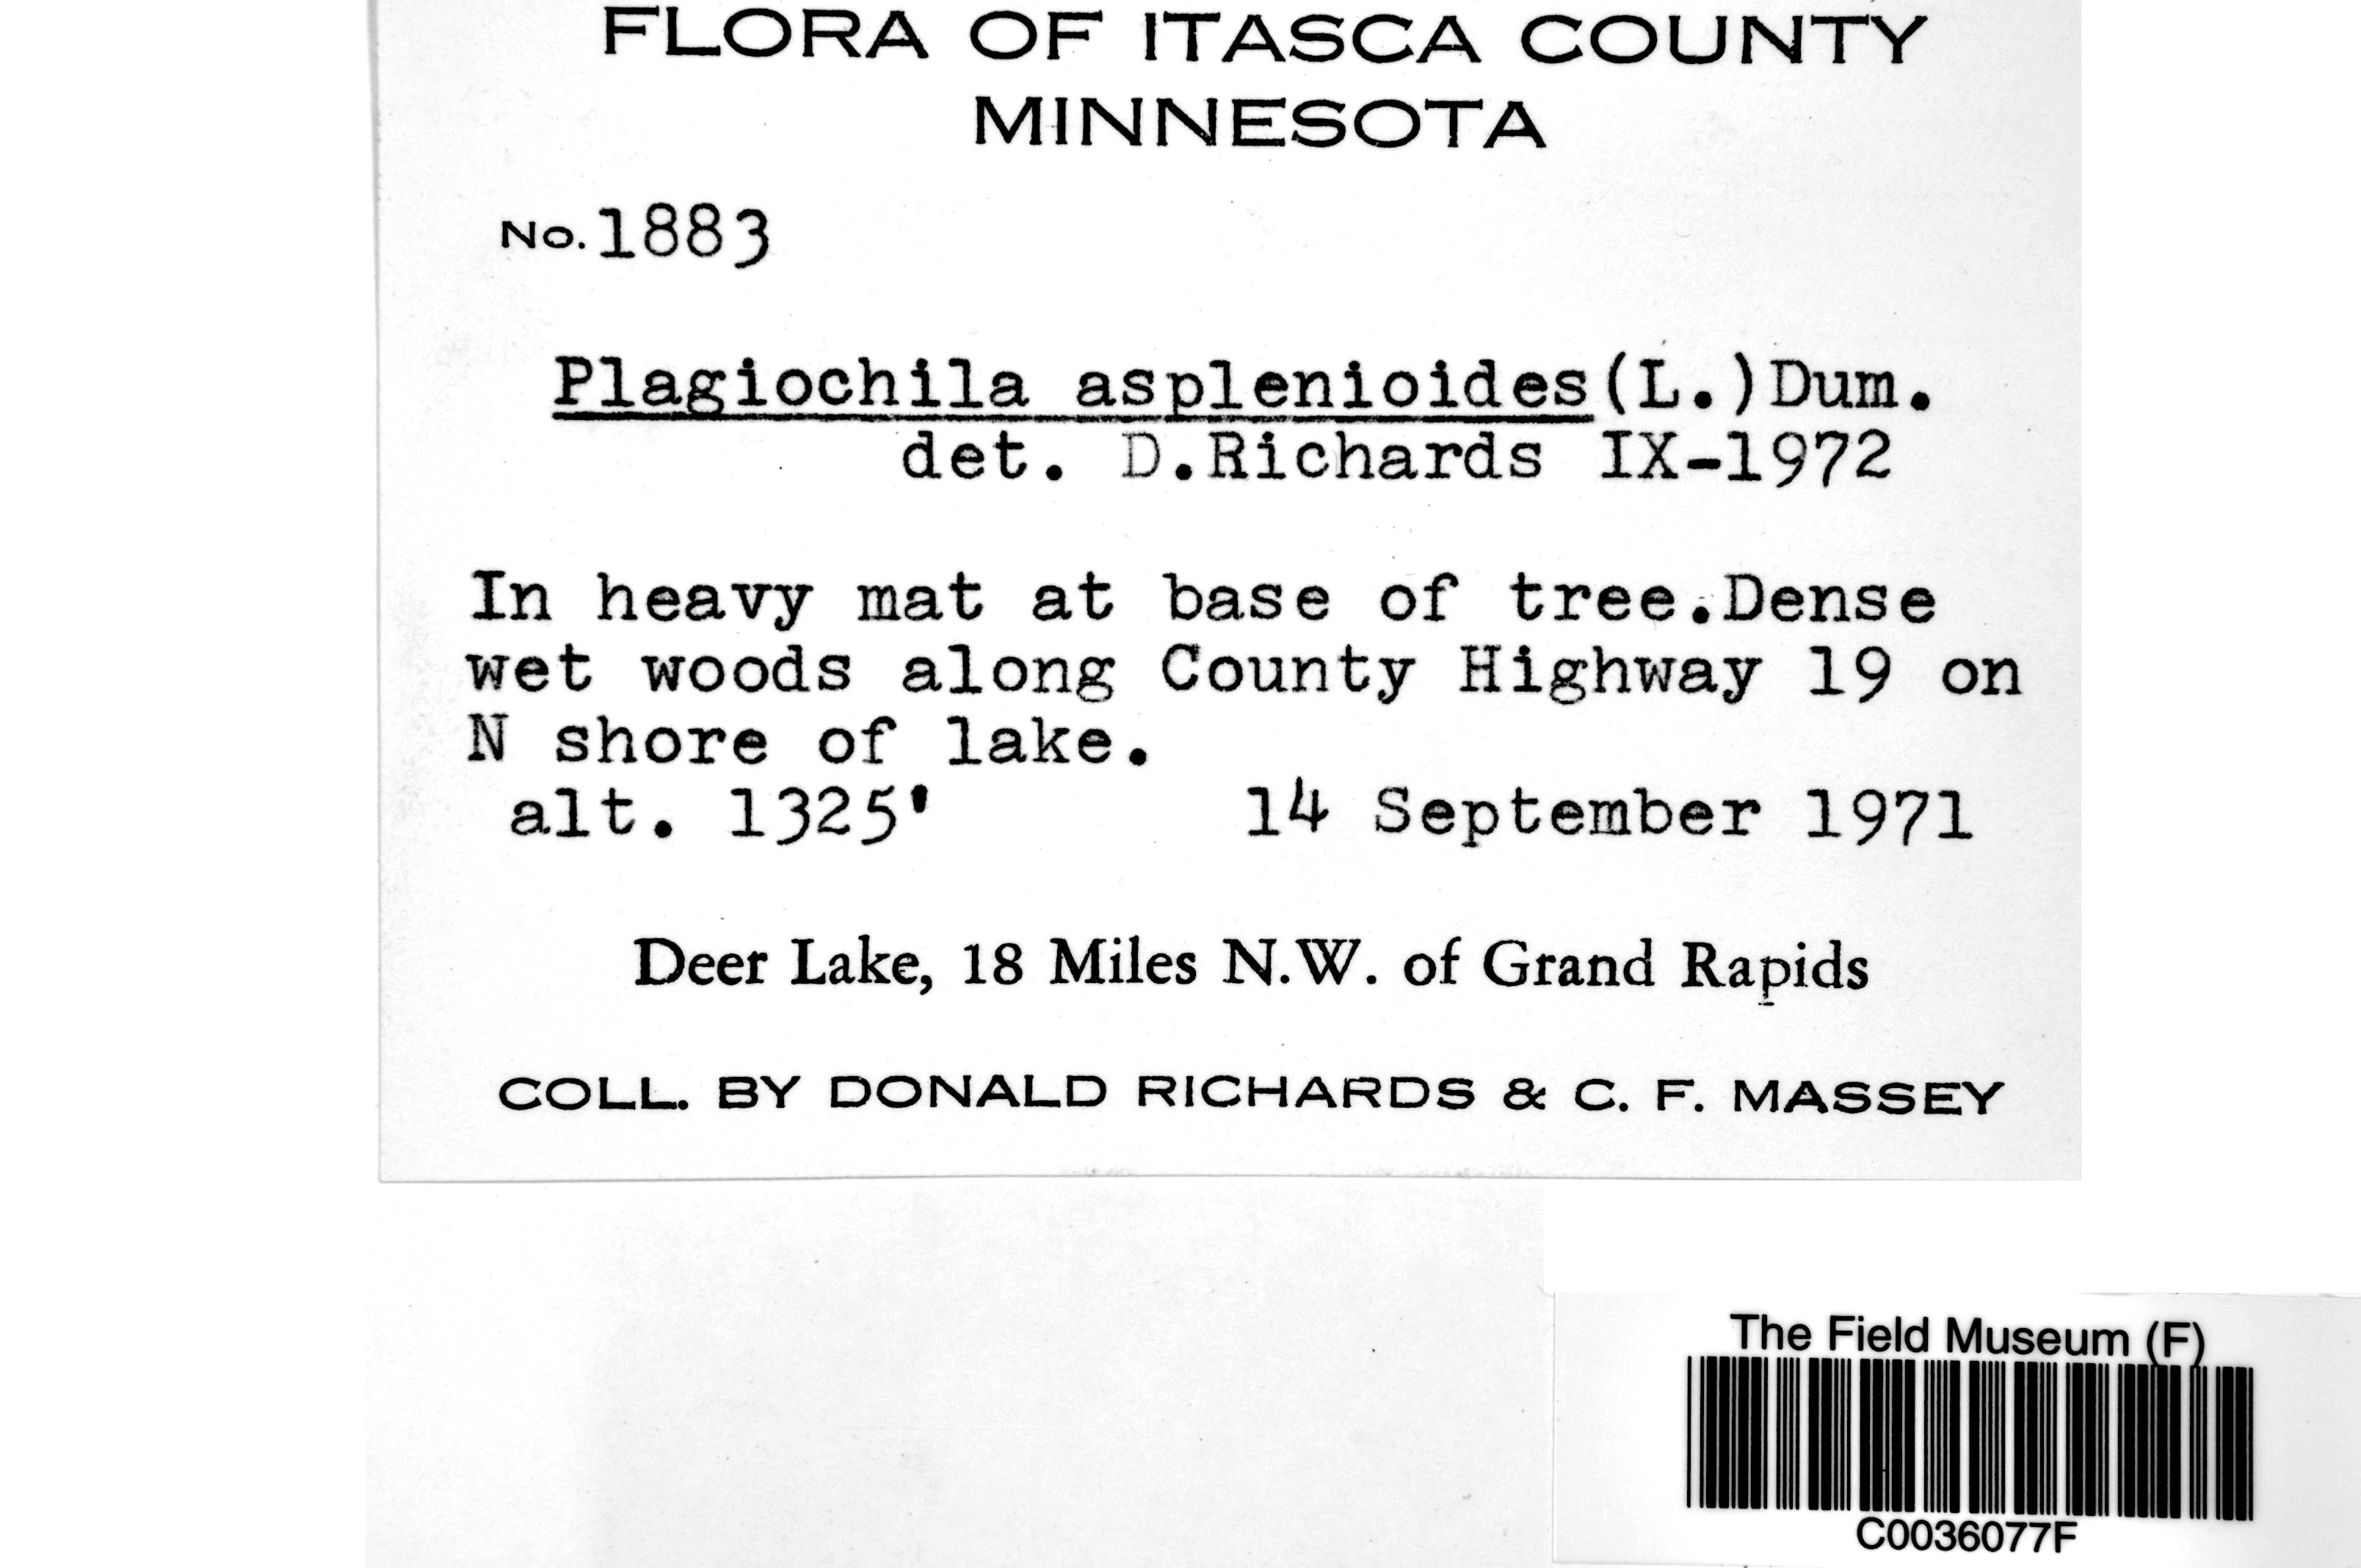 FLORA OF ITASCA COUNTY
MINNESOTA
No. 1883
Plagiochila asplenioides(L.)Dum.
det. D.Richards IX-1972
In heavy mat at base of tree.Dense
wet woods along County Highway 19 on
N shore of lake.
alt. 1325' 14 September 1971
Deer Lake, 18 Miles N.W. of Grand Rapids
COLL. BY DONALD RICHARDS & C. F. MASSEY
The Field Museum (F)
C0036077F